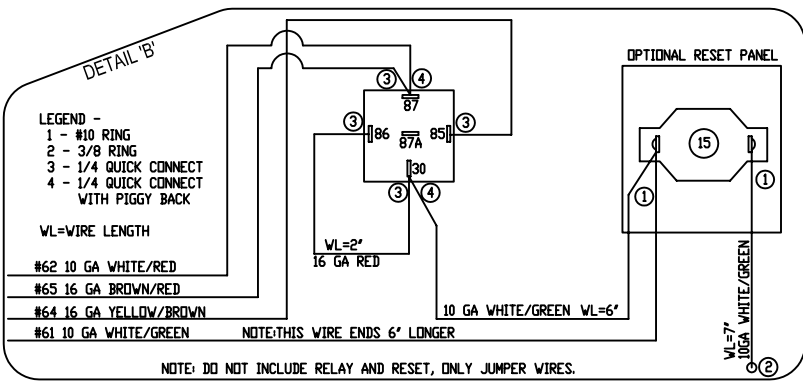 DETAIL 'B'
OPTIONAL RESET PANEL
LEGEND -
1 - #10 RING
2 - 3/8 RING
3 - 1/4 QUICK CONNECT
4 - 1/4 QUICK CONNECT
WITH PIGGY BACK
WL=WIRE LENGTH
3
4
87
3
86
87A
85
3
30
3
4
15
1
1
WL=2"
16 GA RED
#62 10 GA WHITE/RED
#65 16 GA BROWN/RED
#64 16 GA YELLOW/BROWN
10 GA WHITE/GREEN WL=6"
#61 10 GA WHITE/GREEN
NOTE:THIS WIRE ENDS 6" LONGER
WL=7"
10GA WHITE/GREEN
2
NOTE: DO NOT INCLUDE RELAY AND RESET, ONLY JUMPER WIRES.